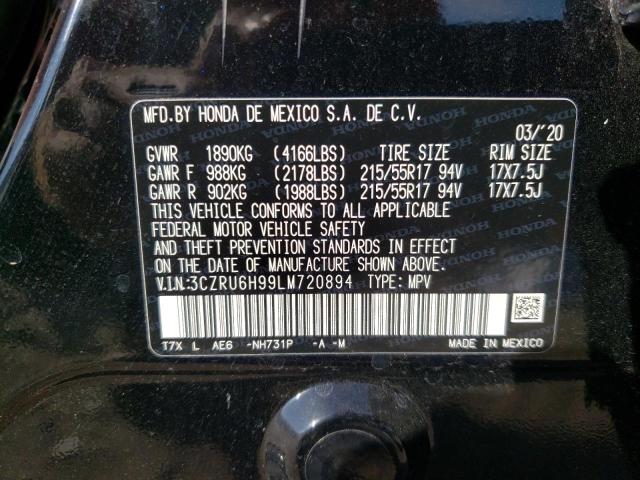 MFD.BY HONDA DE MEXICO S.A. DE C.V.
03/'20
GVWR 1890KG (4166LBS) TIRE SIZE RIM SIZE
GAWR F 988KG (2178LBS) 215/55R17 94V 17X7.5J
GAWR R 902KG (1988LBS) 215/55R17 94V 17X7.5J
THIS VEHICLE CONFORMS TO ALL APPLICABLE
FEDERAL MOTOR VEHICLE SAFETY
AND THEFT PREVENTION STANDARDS IN EFFECT
ON THE DATE OF MANUFACTURE SHOWN ABOVE.
V.I.N:3CZRU6H99LM720894 TYPE: MPV
T7X L AE6 -NH731P -A -M MADE IN MEXICO